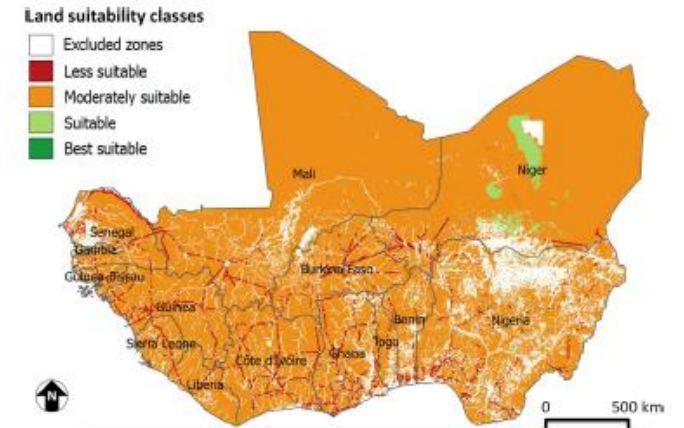 Land suitability classes
Excluded zones
Less suitable
Moderately suitable
Suitable
Best suitable
Mali
Niger
Senegal
Gambia
Guinea-Bissau
Burkina Faso
Guinea
Benin
Nigeria
Sierra Leone
Togo
Ghana
Côte d'Ivoire
Liberia
N
0 500 km